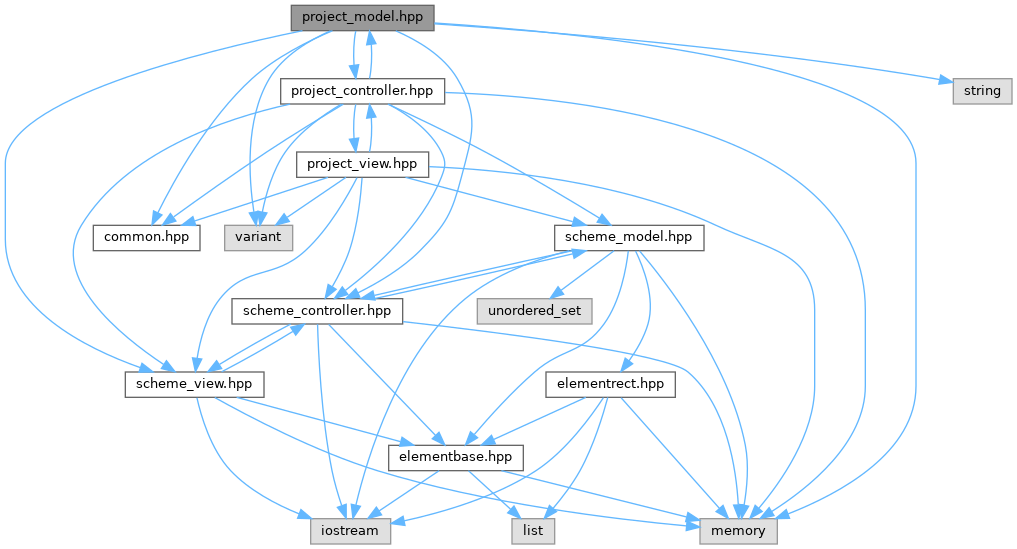 project_model.hpp
project_controller.hpp
string
project_view.hpp
common.hpp
variant
scheme_model.hpp
scheme_controller.hpp
unordered_set
scheme_view.hpp
elementrect.hpp
elementbase.hpp
iostream
list
memory